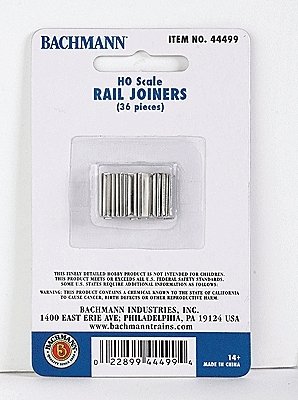 BACHMANN® ITEM NO. 44499
HO Scale
RAIL JOINERS
(36 pieces)
THIS FINELY DETAILED HOBBY PRODUCT IS NOT INTENDED FOR CHILDREN.
THIS PRODUCT MEETS OR EXCEEDS ALL U.S. FEDERAL SAFETY STANDARDS.
SOME U.S. STATES REQUIRE ADDITIONAL INFORMATION AS FOLLOWS:
WARNING: THIS PRODUCT CONTAINS A CHEMICAL KNOWN TO THE STATE OF CALIFORNIA
TO CAUSE CANCER, BIRTH DEFECTS OR OTHER REPRODUCTIVE HARM.
BACHMANN INDUSTRIES, INC.
1400 EAST ERIE AVE; PHILADELPHIA, PA 19124 USA
www.bachmanntrains.com
BACHMANN
B
QUALITY SINCE 1833
0 22899 44499 4
14+
MADE IN CHINA